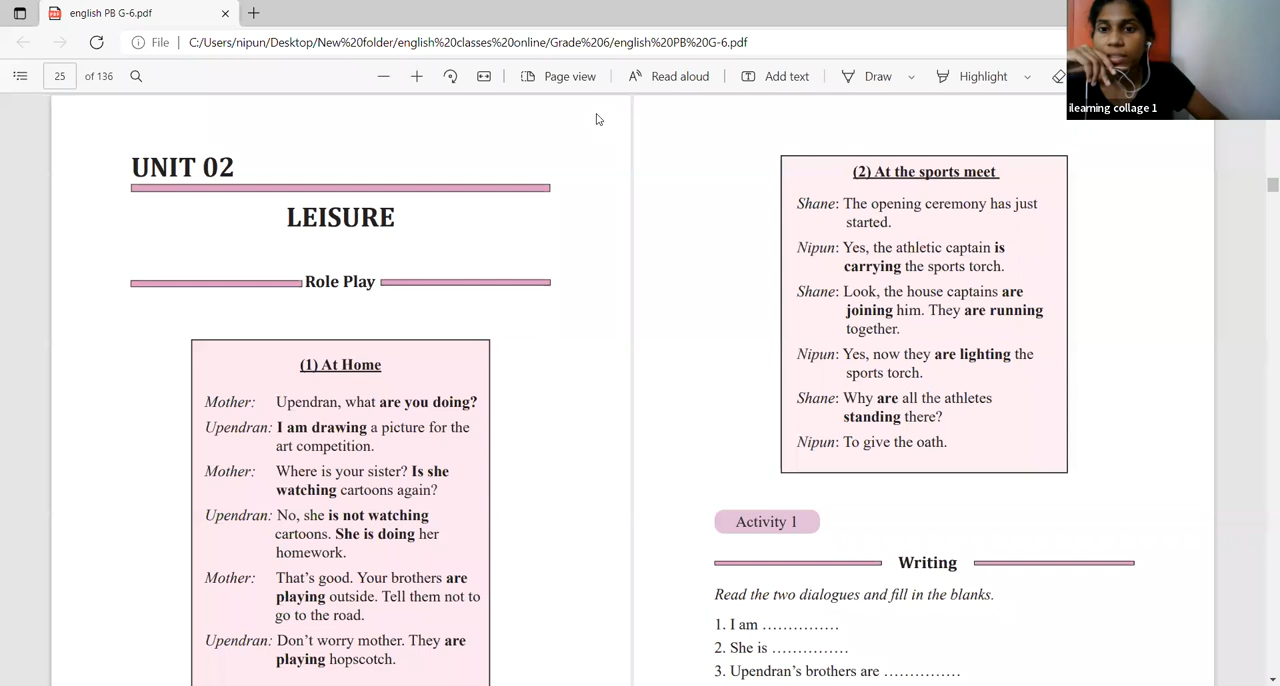 english PB G-6.pdf
File
C:/Users/nipun/Desktop/New%20folder/english%20classes%20online/Grade%206/english%20PB%20G-6.pdf
25 of 136
Page view
Read aloud
Add text
Draw
Highlight
ilearning collage 1
UNIT 02
LEISURE
Role Play
(1) At Home
Mother: Upendran, what are you doing?
Upendran: I am drawing a picture for the
art competition.
Mother: Where is your sister? Is she
watching cartoons again?
Upendran: No, she is not watching
cartoons. She is doing her
homework.
Mother: That's good. Your brothers are
playing outside. Tell them not to
go to the road.
Upendran: Don't worry mother. They are
playing hopscotch.
(2) At the sports meet
Shane: The opening ceremony has just
started.
Nipun: Yes, the athletic captain is
carrying the sports torch.
Shane: Look, the house captains are
joining him. They are running
together.
Nipun: Yes, now they are lighting the
sports torch.
Shane: Why are all the athletes
standing there?
Nipun: To give the oath.
Activity 1
Writing
Read the two dialogues and fill in the blanks.
1. I am ……………
2. She is ……………
3. Upendran's brothers are ……………